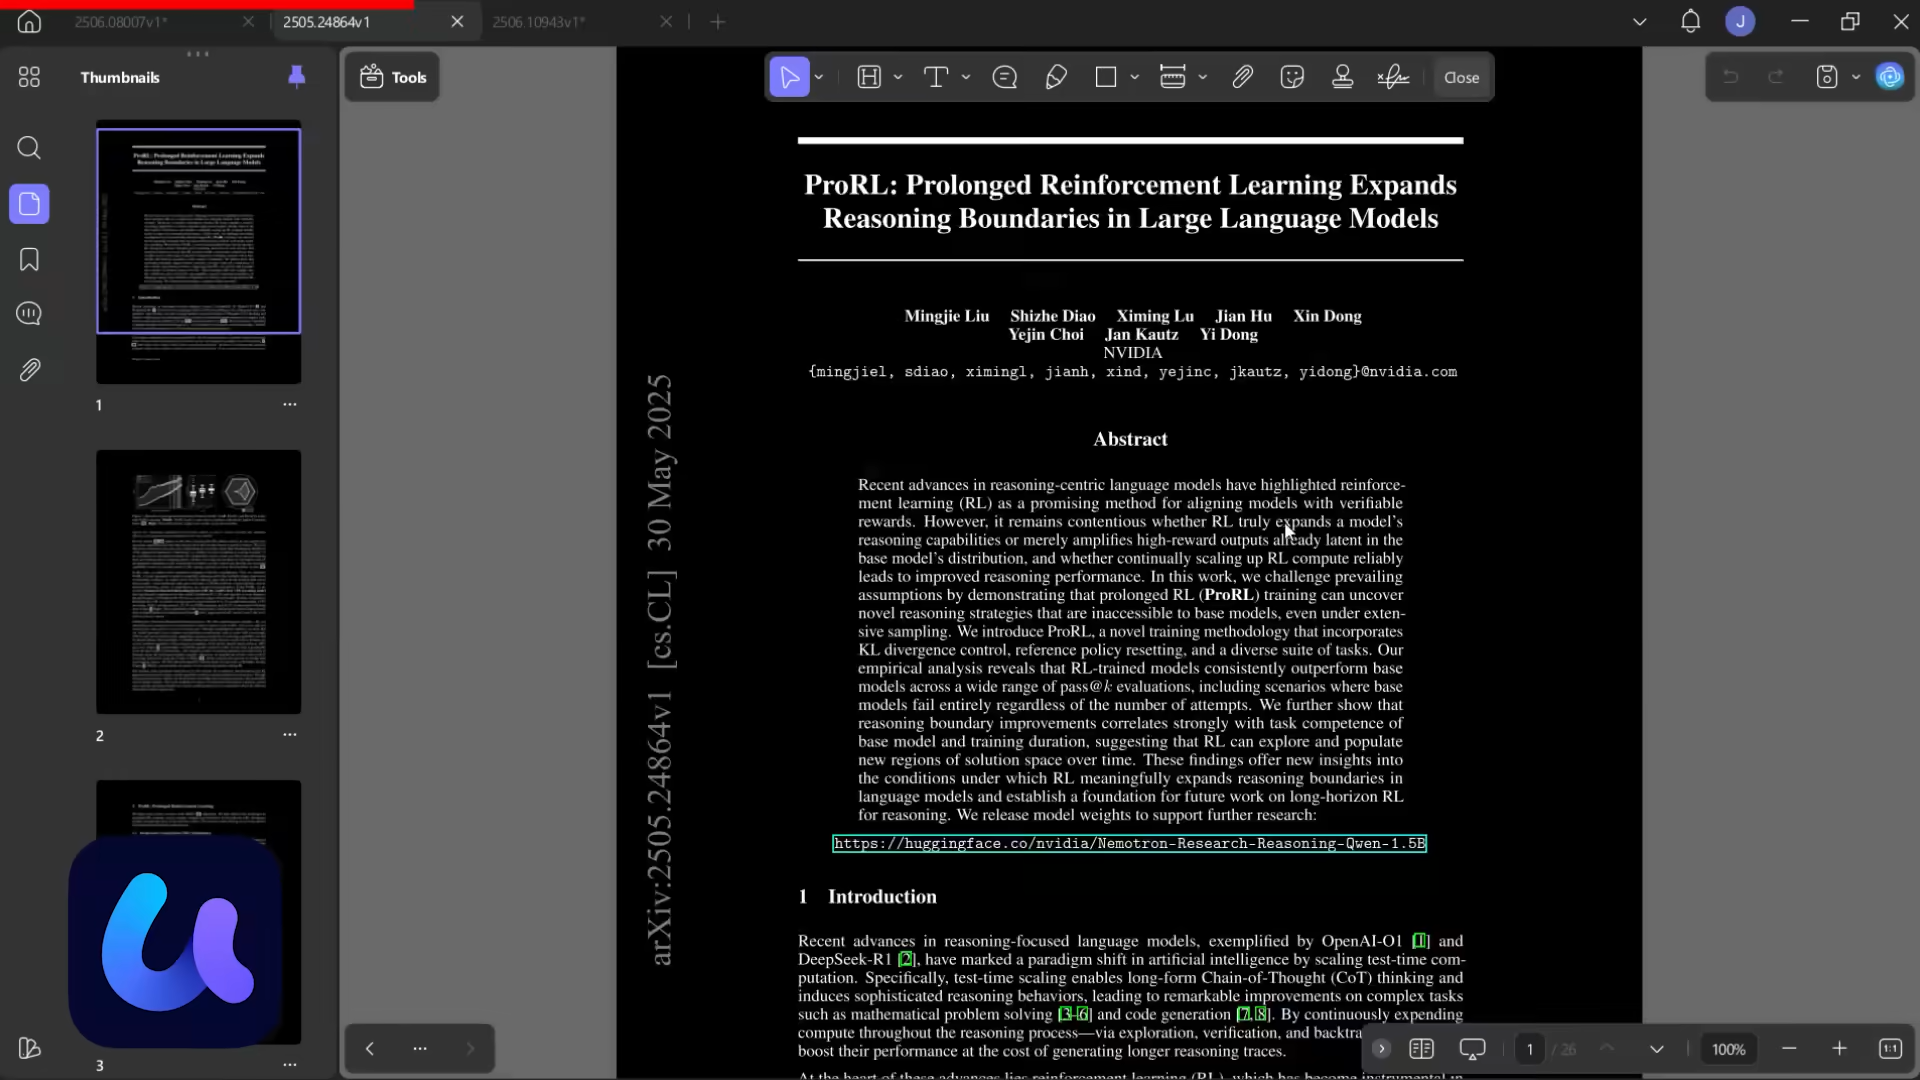 2506.08007v1*
2505.24864v1
2506.10943v1*
J
Thumbnails
Tools
Close
1
2
3
ProRL: Prolonged Reinforcement Learning Expands
Reasoning Boundaries in Large Language Models
Mingjie Liu Shizhe Diao Ximing Lu Jian Hu Xin Dong
Yejin Choi Jan Kautz Yi Dong
NVIDIA
{mingjiel, sdiao, ximingl, jianh, xind, yejinc, jkautz, yidong}@nvidia.com
arXiv:2505.24864v1 [cs.CL] 30 May 2025
Abstract
Recent advances in reasoning-centric language models have highlighted reinforce-
ment learning (RL) as a promising method for aligning models with verifiable
rewards. However, it remains contentious whether RL truly expands a model's
reasoning capabilities or merely amplifies high-reward outputs already latent in the
base model's distribution, and whether continually scaling up RL compute reliably
leads to improved reasoning performance. In this work, we challenge prevailing
assumptions by demonstrating that prolonged RL (ProRL) training can uncover
novel reasoning strategies that are inaccessible to base models, even under exten-
sive sampling. We introduce ProRL, a novel training methodology that incorporates
KL divergence control, reference policy resetting, and a diverse suite of tasks. Our
empirical analysis reveals that RL-trained models consistently outperform base
models across a wide range of pass@k evaluations, including scenarios where base
models fail entirely regardless of the number of attempts. We further show that
reasoning boundary improvements correlates strongly with task competence of
base model and training duration, suggesting that RL can explore and populate
new regions of solution space over time. These findings offer new insights into
the conditions under which RL meaningfully expands reasoning boundaries in
language models and establish a foundation for future work on long-horizon RL
for reasoning. We release model weights to support further research:
https://huggingface.co/nvidia/Nemotron-Research-Reasoning-Qwen-1.5B
1 Introduction
Recent advances in reasoning-focused language models, exemplified by OpenAI-O1 [1] and
DeepSeek-R1 [2], have marked a paradigm shift in artificial intelligence by scaling test-time com-
putation. Specifically, test-time scaling enables long-form Chain-of-Thought (CoT) thinking and
induces sophisticated reasoning behaviors, leading to remarkable improvements on complex tasks
such as mathematical problem solving [3-6] and code generation [7, 8]. By continuously expending
compute throughout the reasoning process—via exploration, verification, and backtra
boost their performance at the cost of generating longer reasoning traces.
At the heart of these advances lies reinforcement learning (RL), which has become instrumental in
1 / 26
100%
1:1